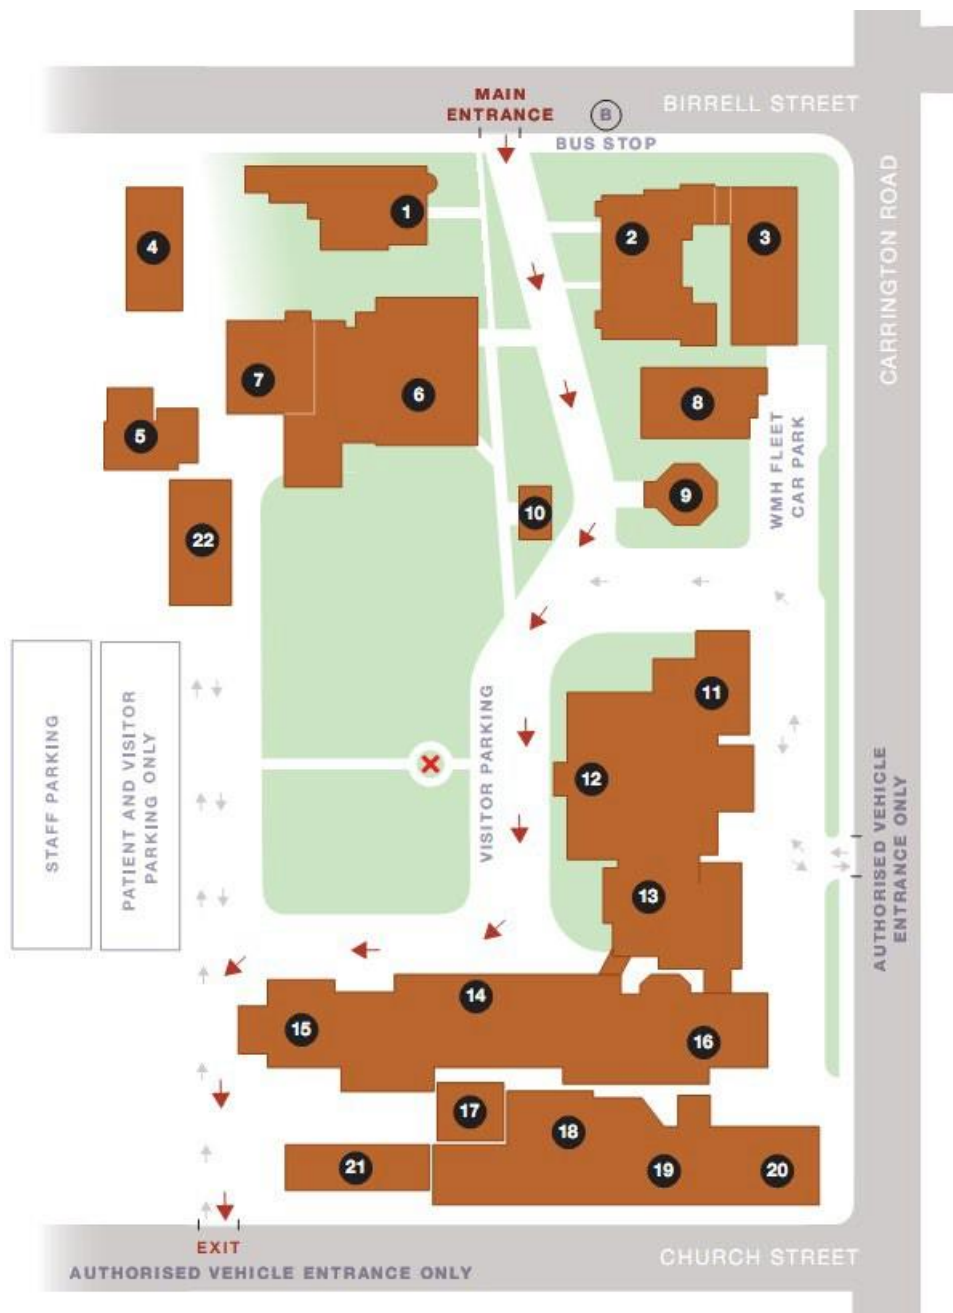 MAIN
ENTRANCE
B
BUS STOP
BIRRELL STREET
CARRINGTON ROAD
1
2
3
4
7
6
5
8
WMH FLEET
CAR PARK
9
10
22
STAFF PARKING
PATIENT AND VISITOR
PARKING ONLY
VISITOR PARKING
11
12
13
AUTHORISED VEHICLE
ENTRANCE ONLY
14
15
16
17
18
19
20
21
EXIT
AUTHORISED VEHICLE ENTRANCE ONLY
CHURCH STREET